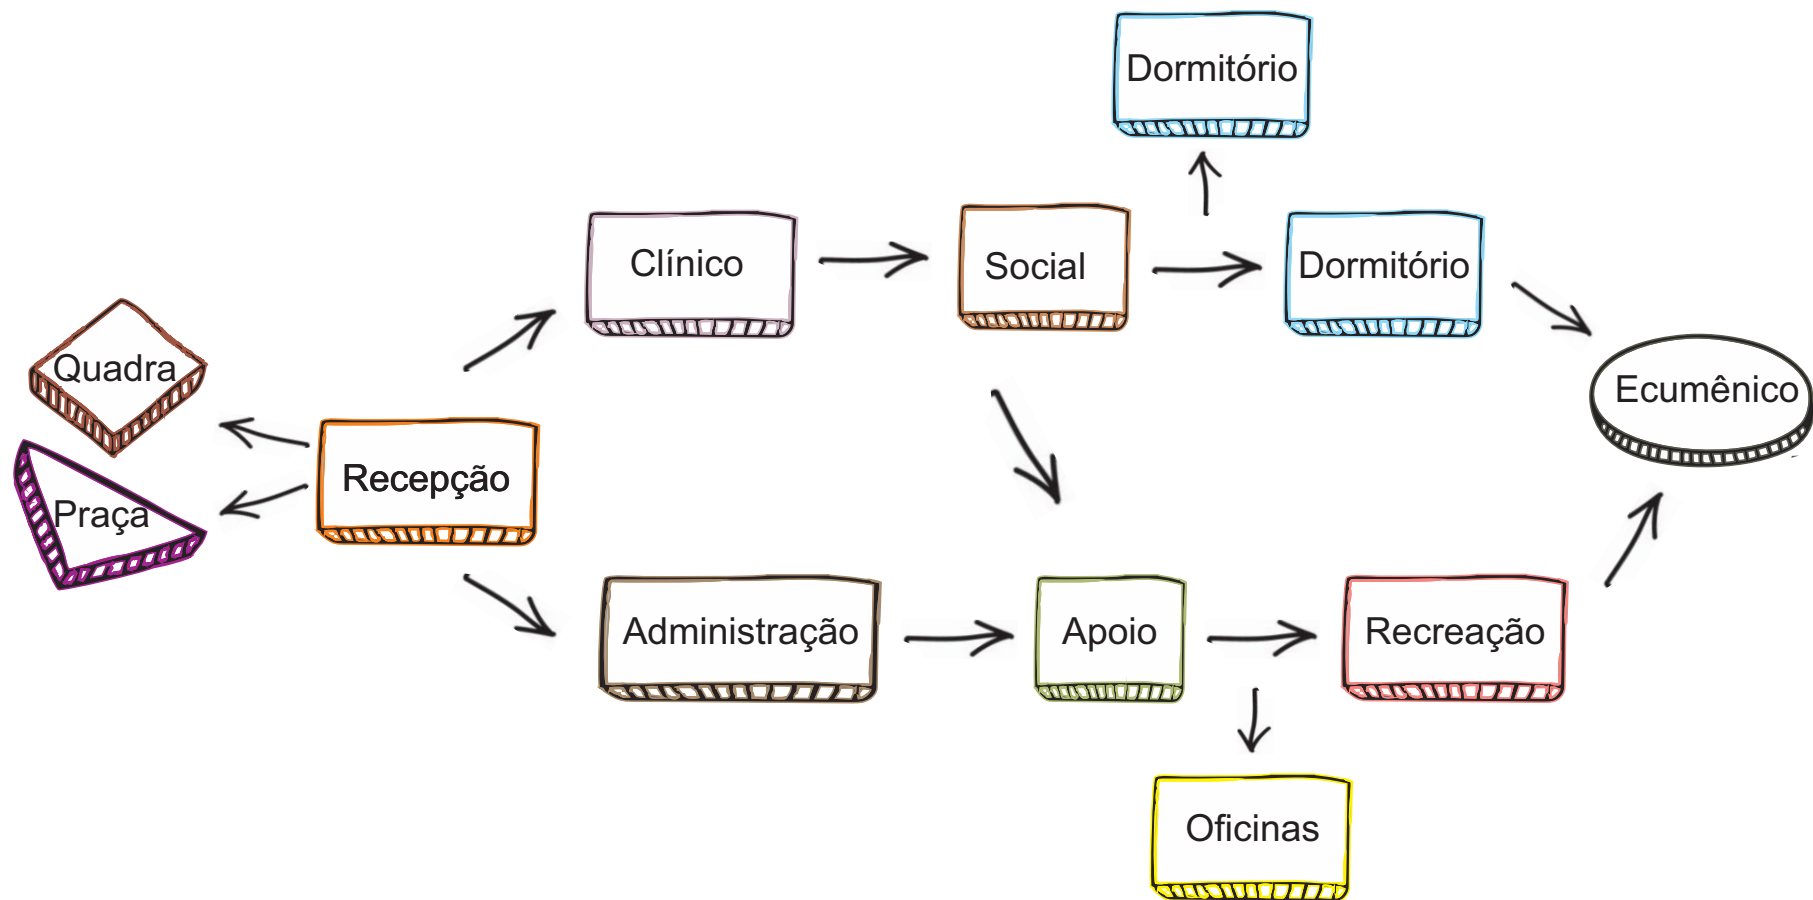 Dormitório
Clínico
Social
Dormitório
Quadra
Ecumênico
Recepção
Praça
Administração
Apoio
Recreação
Oficinas